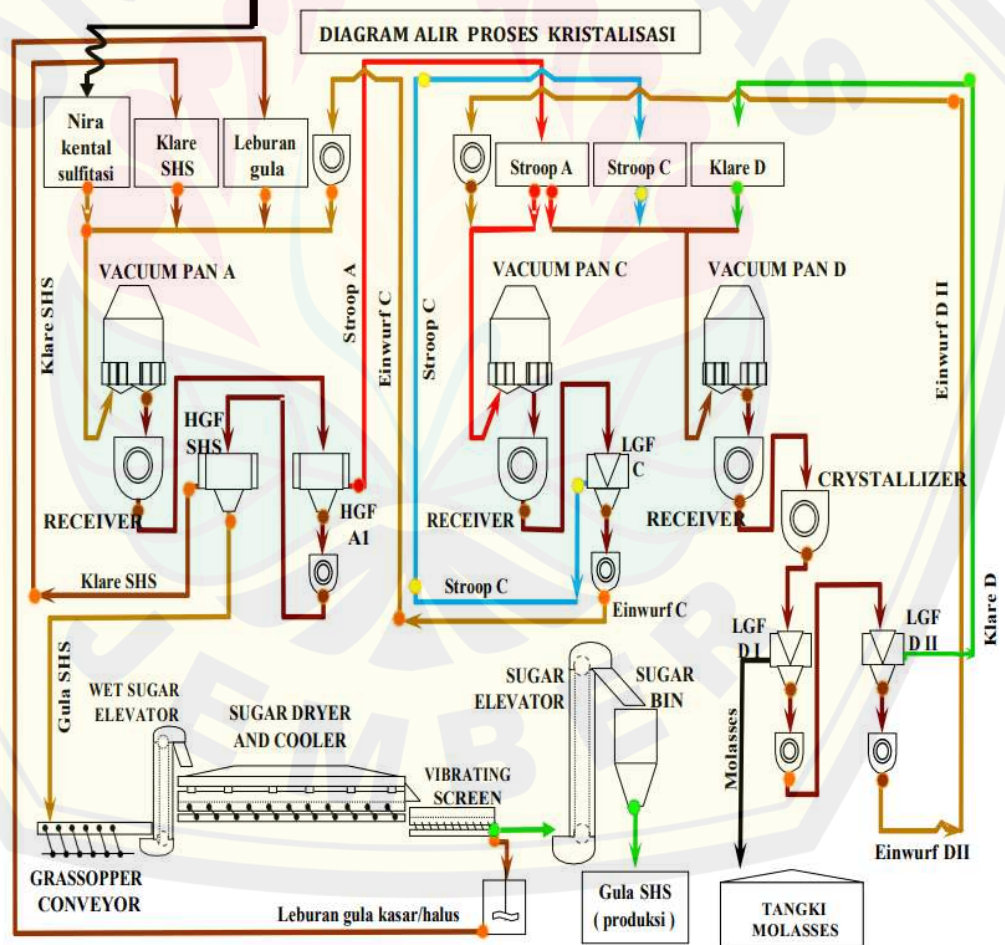 DIAGRAM ALIR PROSES KRISTALISASI
Nira
kental
sulfitasi
Klare
SHS
Leburan
gula
Stroop A
Stroop C
Klare D
VACUUM PAN A
VACUUM PAN C
VACUUM PAN D
Klare SHS
Stroop A
Einwurf C
Stroop C
Einwurf D II
HGF
SHS
LGF
C
CRYSTALLIZER
RECEIVER
HGF
A1
RECEIVER
RECEIVER
Klare SHS
Stroop C
Einwurf C
LGF
D I
LGF
D II
Klare D
Gula SHS
WET SUGAR
ELEVATOR
SUGAR DRYER
AND COOLER
VIBRATING
SCREEN
SUGAR
ELEVATOR
SUGAR
BIN
Molasses
Einwurf DII
GRASSOPPER
CONVEYOR
Leburan gula kasar/halus
Gula SHS
( produksi )
TANGKI
MOLASSES
JEMBER